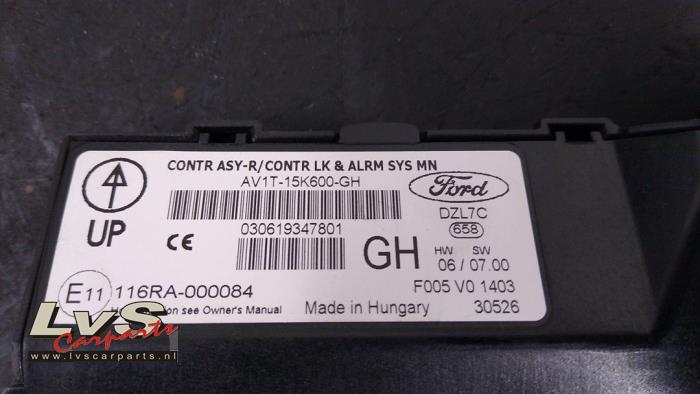 CONTR ASY-R/CONTR LK & ALRM SYS MN
AV1T-15K600-GH
Ford
UP
030619347801
DZL7C
658
CE
GH
HW SW
06 / 07.00
E11 116RA-000084
F005 V0 1403
on see Owner's Manual
Made in Hungary
30526
LvS
Carparts
www.lvscarparts.nl